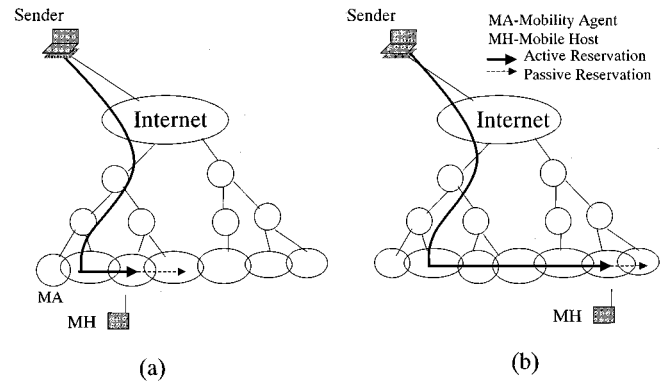 Sender
Internet
MA
MH
(a)
Sender
MA-Mobility Agent
MH-Mobile Host
Active Reservation
Passive Reservation
Internet
MH
(b)